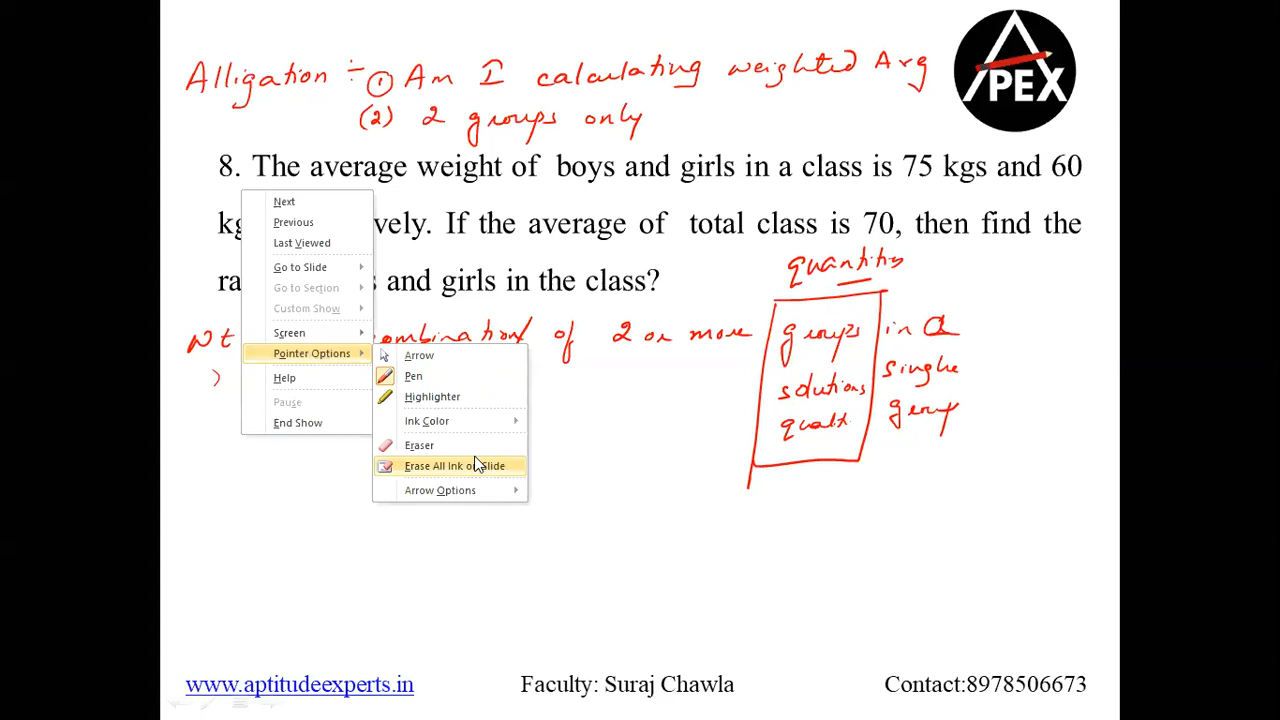 Alligation ÷ ① Am I calculating weighted Avg
(2) 2 groups only
APEX
8. The average weight of boys and girls in a class is 75 kgs and 60
kg vely. If the average of total class is 70, then find the
ra s and girls in the class?
quantities
wt ombination of 2 or more groups in a
solutions single
group
Next
Previous
Last Viewed
Go to Slide
Go to Section
Custom Show
Screen
Pointer Options
Help
Pause
End Show
Arrow
Pen
Highlighter
Ink Color
Eraser
Erase All Ink on Slide
Arrow Options
www.aptitudeexperts.in Faculty: Suraj Chawla Contact:8978506673